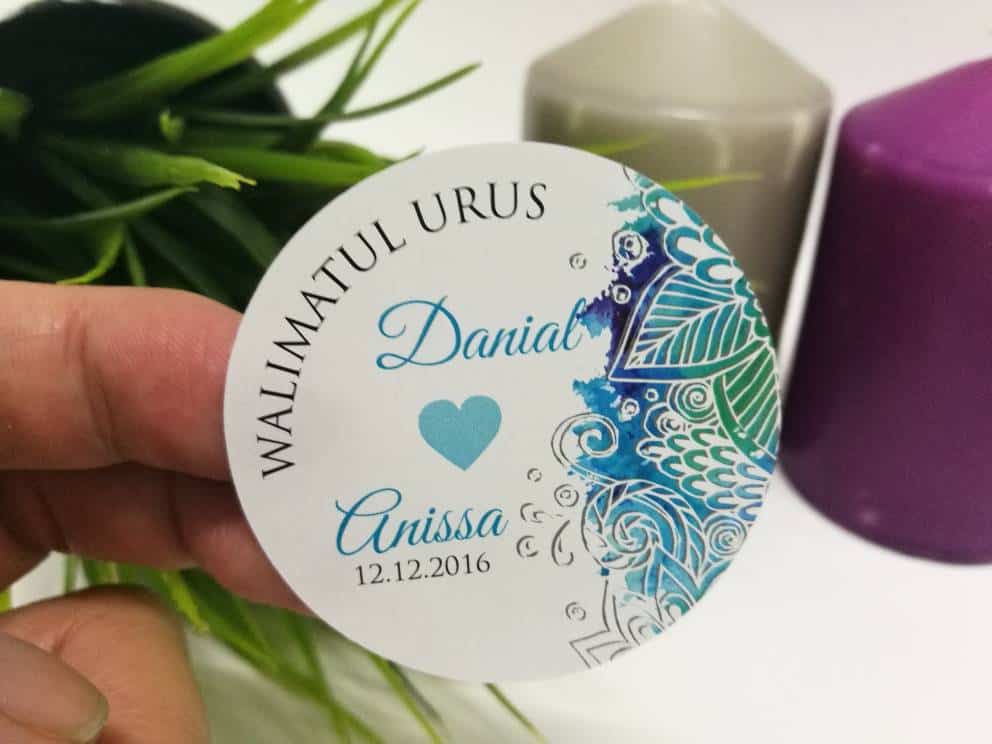 WALIMATUL URUS
Danial
Anissa
12.12.2016